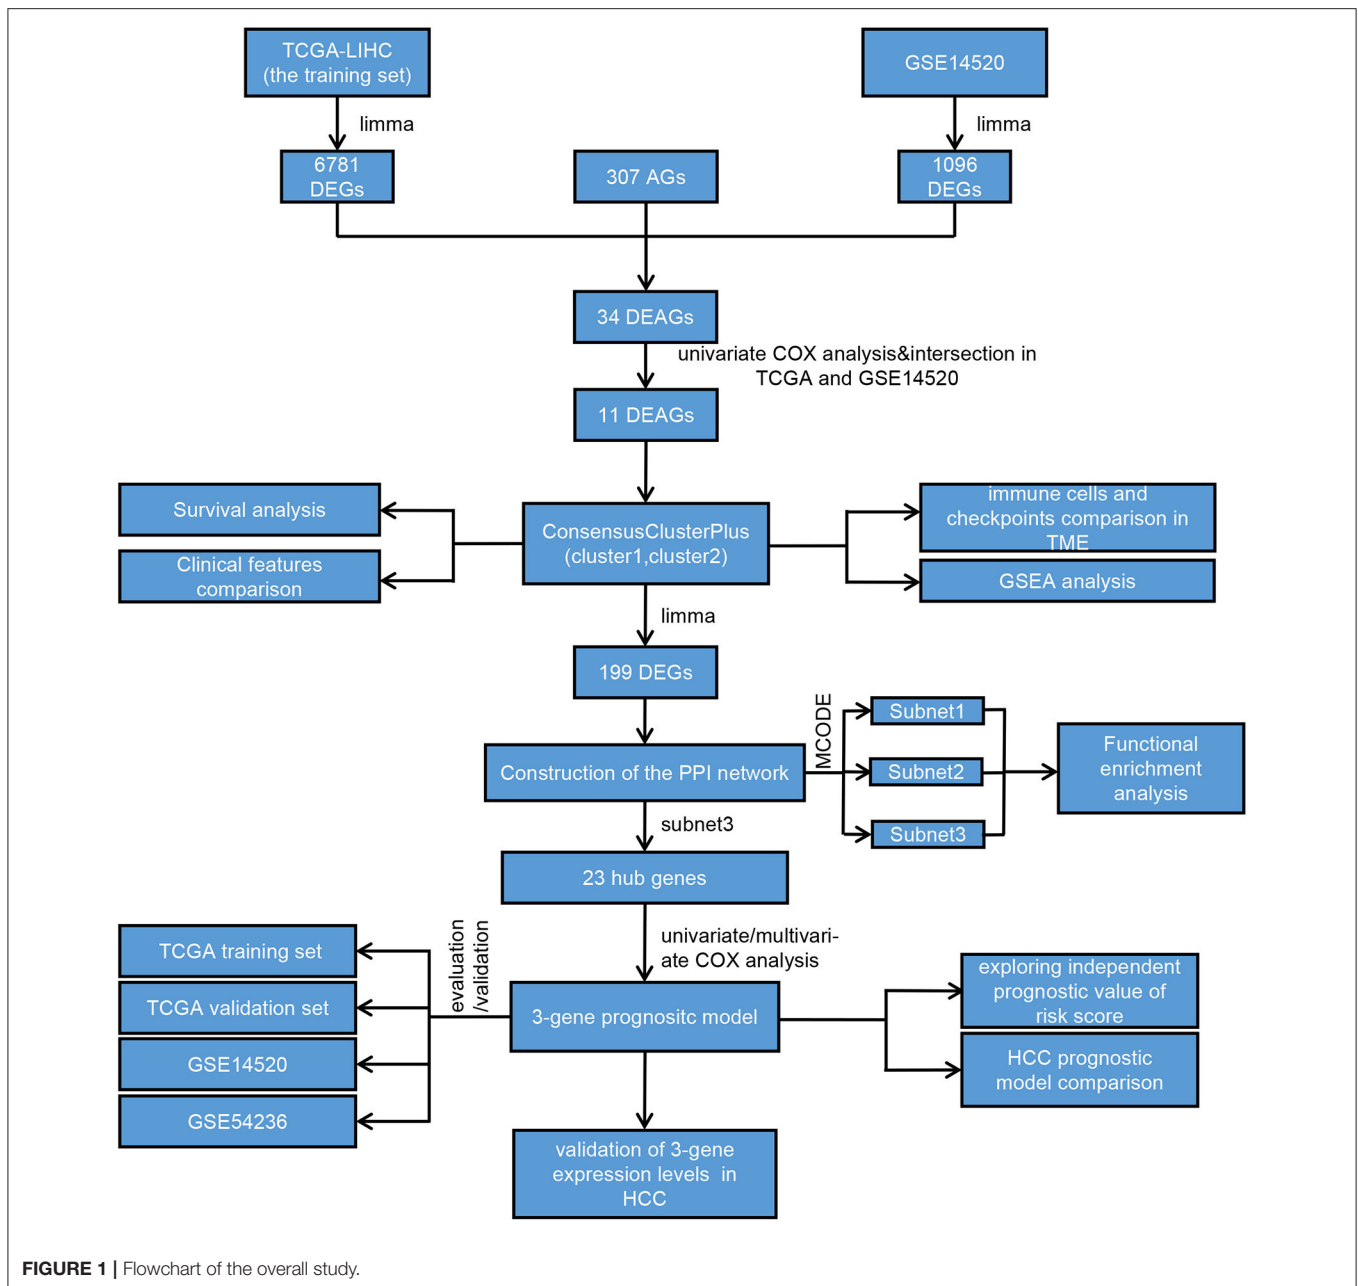 TCGA-LIHC
(the training set)
GSE14520
limma
limma
6781
DEGs
307 AGs
1096
DEGs
34 DEAGs
univariate COX analysis&intersection in
TCGA and GSE14520
11 DEAGs
Survival analysis
Clinical features
comparison
ConsensusClusterPlus
(cluster1,cluster2)
immune cells and
checkpoints comparison in
TME
GSEA analysis
limma
199 DEGs
Construction of the PPI network
MCODE
Subnet1
Subnet2
Subnet3
Functional
enrichment
analysis
subnet3
23 hub genes
univariate/multivari-
ate COX analysis
evaluation
/validation
TCGA training set
TCGA validation set
GSE14520
GSE54236
3-gene prognositc model
exploring independent
prognostic value of
risk score
HCC prognostic
model comparison
validation of 3-gene
expression levels in
HCC
FIGURE 1 | Flowchart of the overall study.